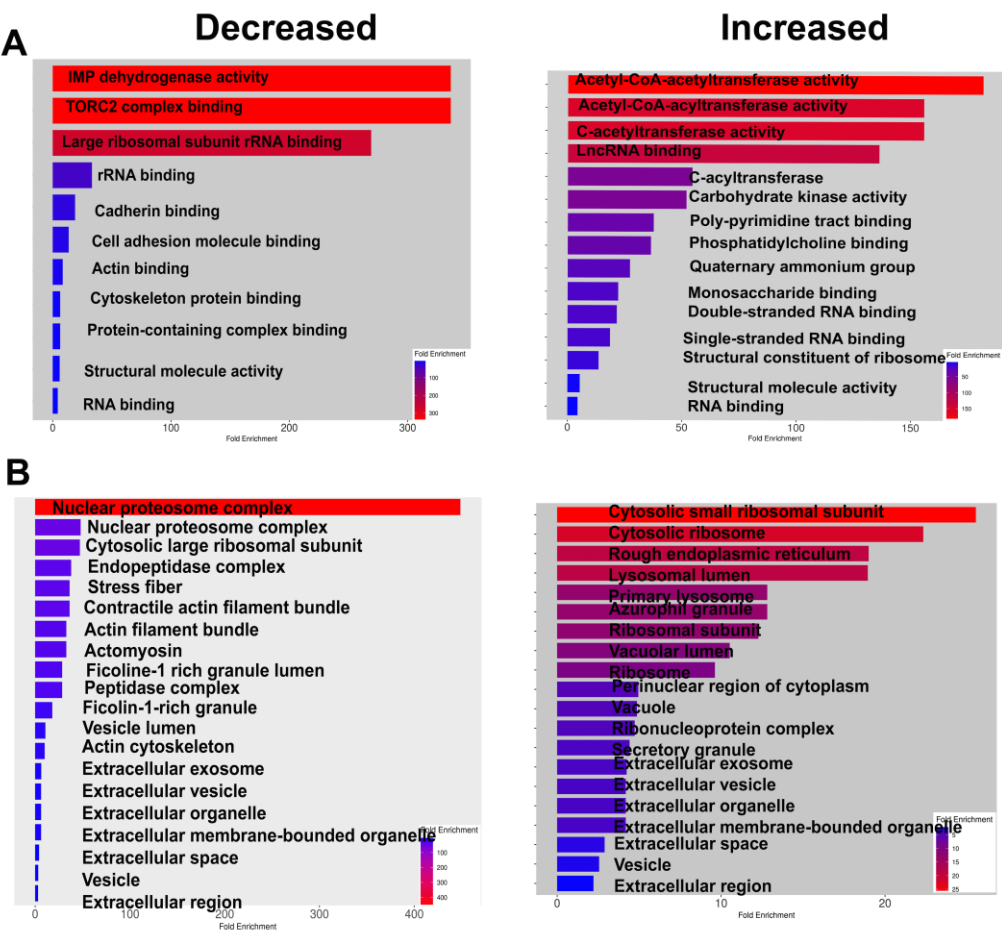 Decreased
Increased
A
IMP dehydrogenase activity
TORC2 complex binding
Large ribosomal subunit rRNA binding
rRNA binding
Cadherin binding
Cell adhesion molecule binding
Actin binding
Cytoskeleton protein binding
Protein-containing complex binding
Structural molecule activity
RNA binding
Fold Enrichment
100
200
300
0
100
200
300
Fold Enrichment
Acetyl-CoA-acetyltransferase activity
Acetyl-CoA-acyltransferase activity
C-acetyltransferase activity
LncRNA binding
C-acyltransferase
Carbohydrate kinase activity
Poly-pyrimidine tract binding
Phosphatidylcholine binding
Quaternary ammonium group
Monosaccharide binding
Double-stranded RNA binding
Single-stranded RNA binding
Structural constituent of ribosome
Structural molecule activity
RNA binding
Fold Enrichment
50
100
150
0
50
100
150
Fold Enrichment
B
Nuclear proteosome complex
Nuclear proteosome complex
Cytosolic large ribosomal subunit
Endopeptidase complex
Stress fiber
Contractile actin filament bundle
Actin filament bundle
Actomyosin
Ficoline-1 rich granule lumen
Peptidase complex
Ficolin-1-rich granule
Vesicle lumen
Actin cytoskeleton
Extracellular exosome
Extracellular vesicle
Extracellular organelle
Extracellular membrane-bounded organelle
Extracellular space
Vesicle
Extracellular region
Fold Enrichment
100
200
300
400
0
100
200
300
400
Fold Enrichment
Cytosolic small ribosomal subunit
Cytosolic ribosome
Rough endoplasmic reticulum
Lysosomal lumen
Primary lysosome
Azurophil granule
Ribosomal subunit
Vacuolar lumen
Ribosome
Perinuclear region of cytoplasm
Vacuole
Ribonucleoprotein complex
Secretory granule
Extracellular exosome
Extracellular vesicle
Extracellular organelle
Extracellular membrane-bounded organelle
Extracellular space
Vesicle
Extracellular region
Fold Enrichment
5
10
15
20
25
0
10
20
Fold Enrichment